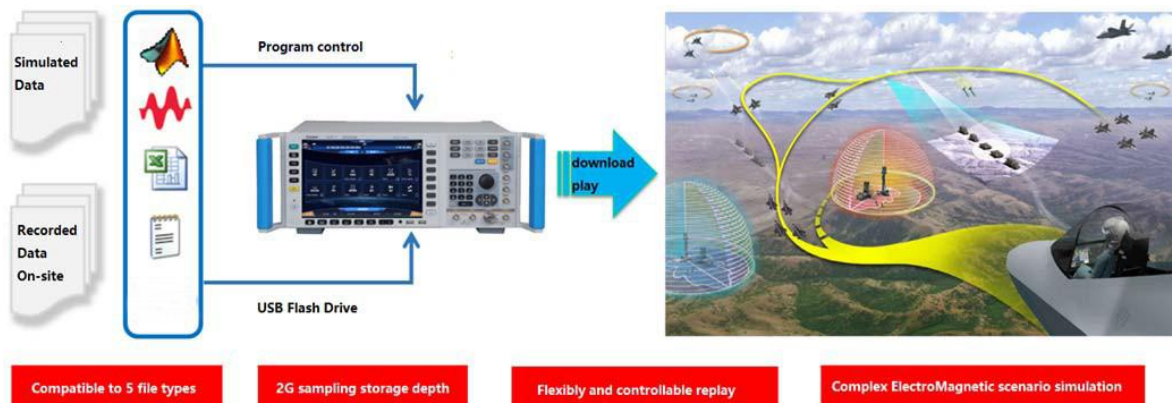 Simulated
Data
Recorded
Data
On-site
Program control
USB Flash Drive
download
play
Compatible to 5 file types
2G sampling storage depth
Flexibly and controllable replay
Complex ElectroMagnetic scenario simulation